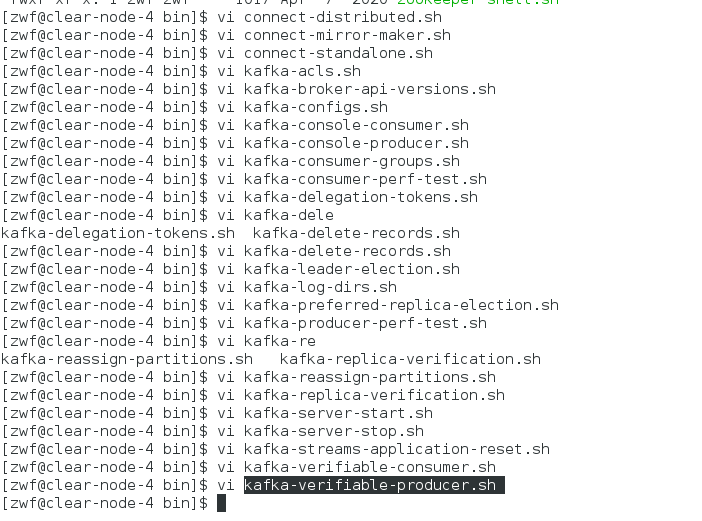 1017 Apr 7 2020 zookeeper-shell.sh
[zwf@clear-node-4 bin]$ vi connect-distributed.sh
[zwf@clear-node-4 bin]$ vi connect-mirror-maker.sh
[zwf@clear-node-4 bin]$ vi connect-standalone.sh
[zwf@clear-node-4 bin]$ vi kafka-acls.sh
[zwf@clear-node-4 bin]$ vi kafka-broker-api-versions.sh
[zwf@clear-node-4 bin]$ vi kafka-configs.sh
[zwf@clear-node-4 bin]$ vi kafka-console-consumer.sh
[zwf@clear-node-4 bin]$ vi kafka-console-producer.sh
[zwf@clear-node-4 bin]$ vi kafka-consumer-groups.sh
[zwf@clear-node-4 bin]$ vi kafka-consumer-perf-test.sh
[zwf@clear-node-4 bin]$ vi kafka-delegation-tokens.sh
[zwf@clear-node-4 bin]$ vi kafka-dele
kafka-delegation-tokens.sh  kafka-delete-records.sh
[zwf@clear-node-4 bin]$ vi kafka-delete-records.sh
[zwf@clear-node-4 bin]$ vi kafka-leader-election.sh
[zwf@clear-node-4 bin]$ vi kafka-log-dirs.sh
[zwf@clear-node-4 bin]$ vi kafka-preferred-replica-election.sh
[zwf@clear-node-4 bin]$ vi kafka-producer-perf-test.sh
[zwf@clear-node-4 bin]$ vi kafka-re
kafka-reassign-partitions.sh   kafka-replica-verification.sh
[zwf@clear-node-4 bin]$ vi kafka-reassign-partitions.sh
[zwf@clear-node-4 bin]$ vi kafka-replica-verification.sh
[zwf@clear-node-4 bin]$ vi kafka-server-start.sh
[zwf@clear-node-4 bin]$ vi kafka-server-stop.sh
[zwf@clear-node-4 bin]$ vi kafka-streams-application-reset.sh
[zwf@clear-node-4 bin]$ vi kafka-verifiable-consumer.sh
[zwf@clear-node-4 bin]$ vi kafka-verifiable-producer.sh
[zwf@clear-node-4 bin]$